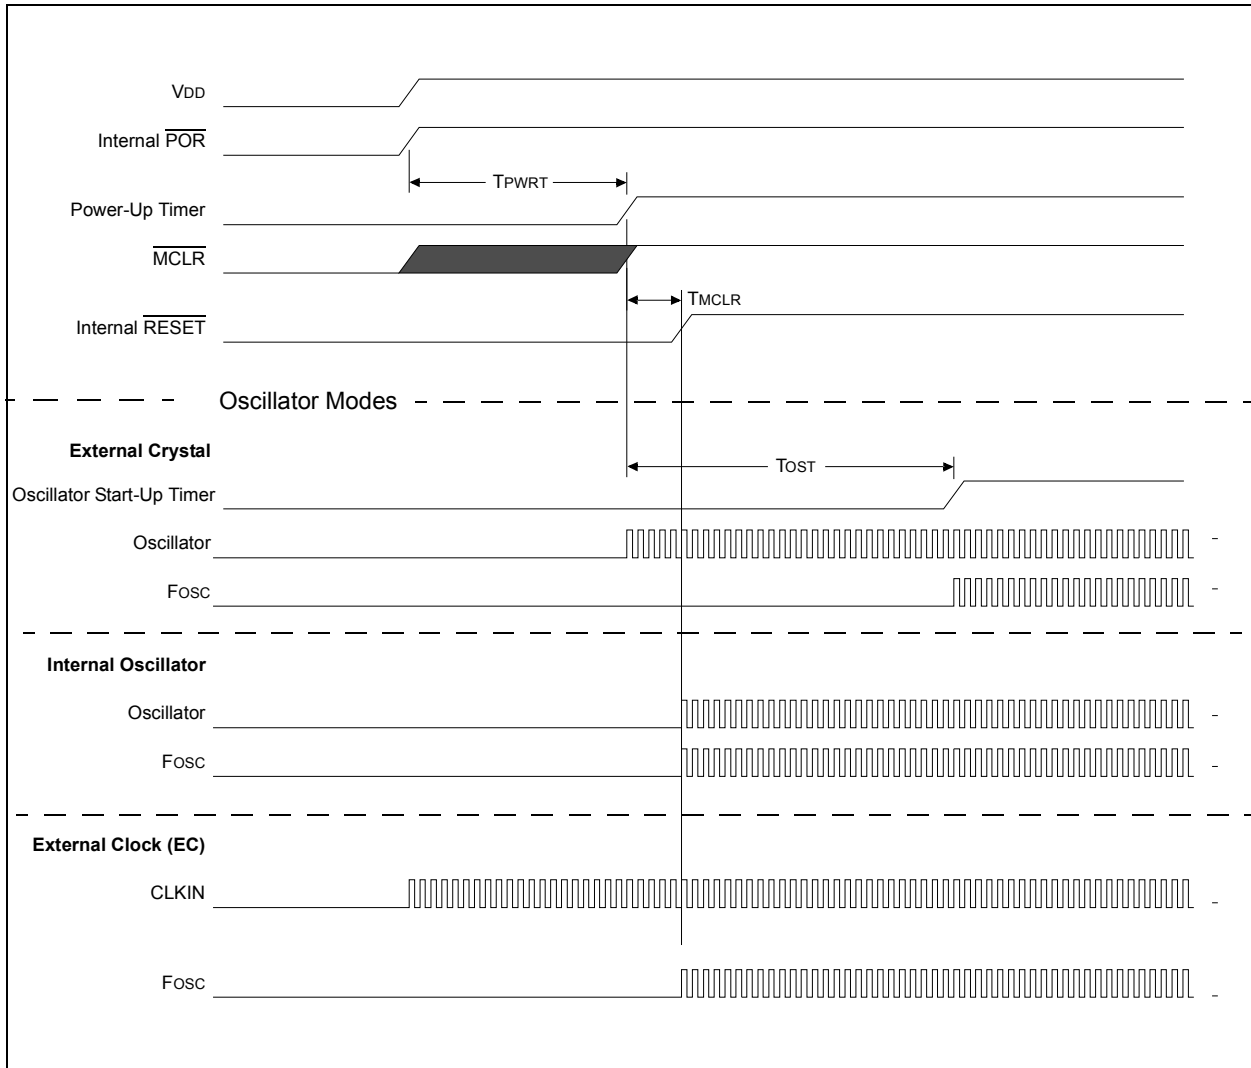 VDD
Internal POR
TPWRT
Power-Up Timer
MCLR
TMCLR
Internal RESET
Oscillator Modes
External Crystal
TOST
Oscillator Start-Up Timer
Oscillator
FOSC
Internal Oscillator
Oscillator
FOSC
External Clock (EC)
CLKIN
FOSC